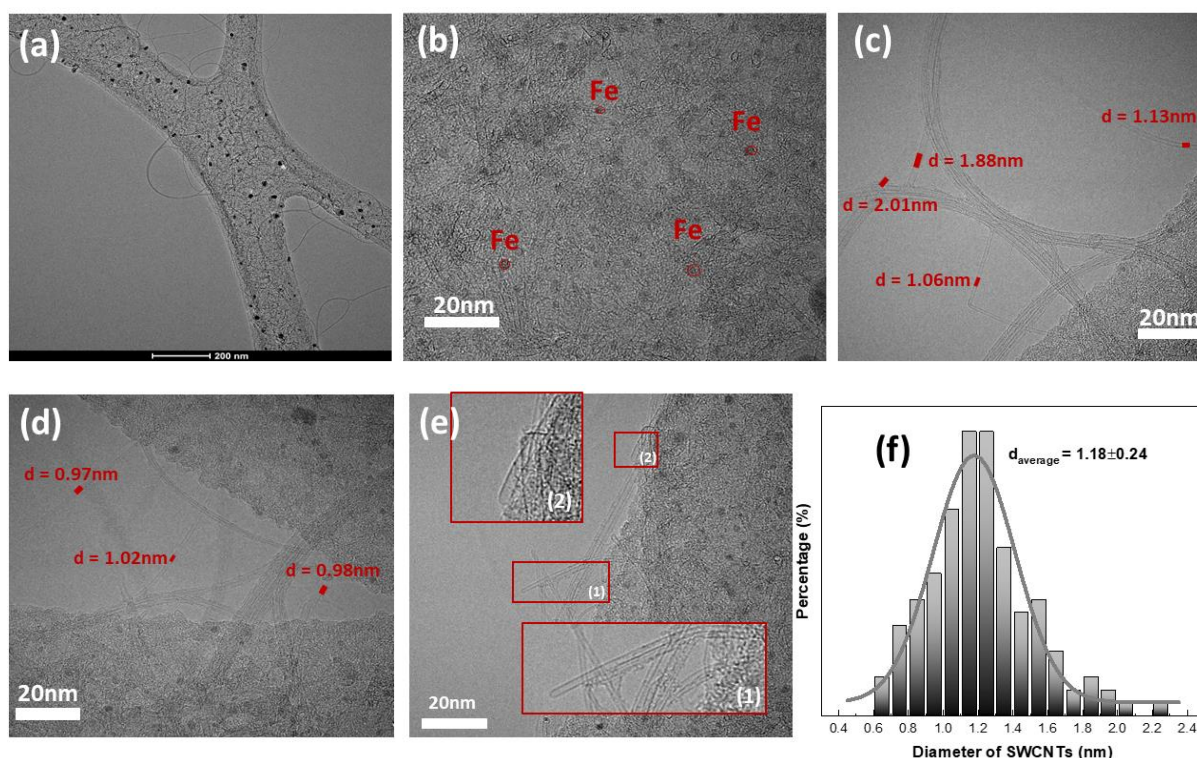 (a)
200 nm
(b)
Fe
Fe
Fe
Fe
20nm
(c)
d = 1.13nm
d = 1.88nm
d = 2.01nm
d = 1.06nm
20nm
(d)
d = 0.97nm
d = 1.02nm
d = 0.98nm
20nm
(e)
(2)
(2)
(1)
(1)
20nm
(f)
daverage = 1.18±0.24
Percentage (%)
0.4 0.6 0.8 1.0 1.2 1.4 1.6 1.8 2.0 2.2 2.4
Diameter of SWCNTs (nm)